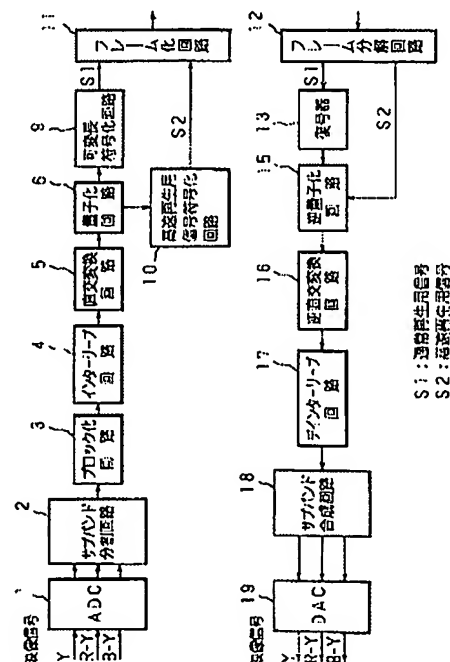 映像信号
Y
R-Y
B-Y
1
ADC
2
サブバンド
分割回路
3
ブロック化
回路
4
インターリーブ
回路
5
直交変換
回路
6
量子化
回路
9
可変長
符号化回路
10
高速再生用
信号符号化
回路
S1
S2
11
フレーム化回路
12
フレーム分解回路
S1
S2
13
復号器
15
逆量子化
回路
16
逆直交変換
回路
17
デインターリーブ
回路
18
サブバンド
合成回路
19
DAC
映像信号
R-Y
B-Y
S1:通常再生用信号
S2:高速再生用信号